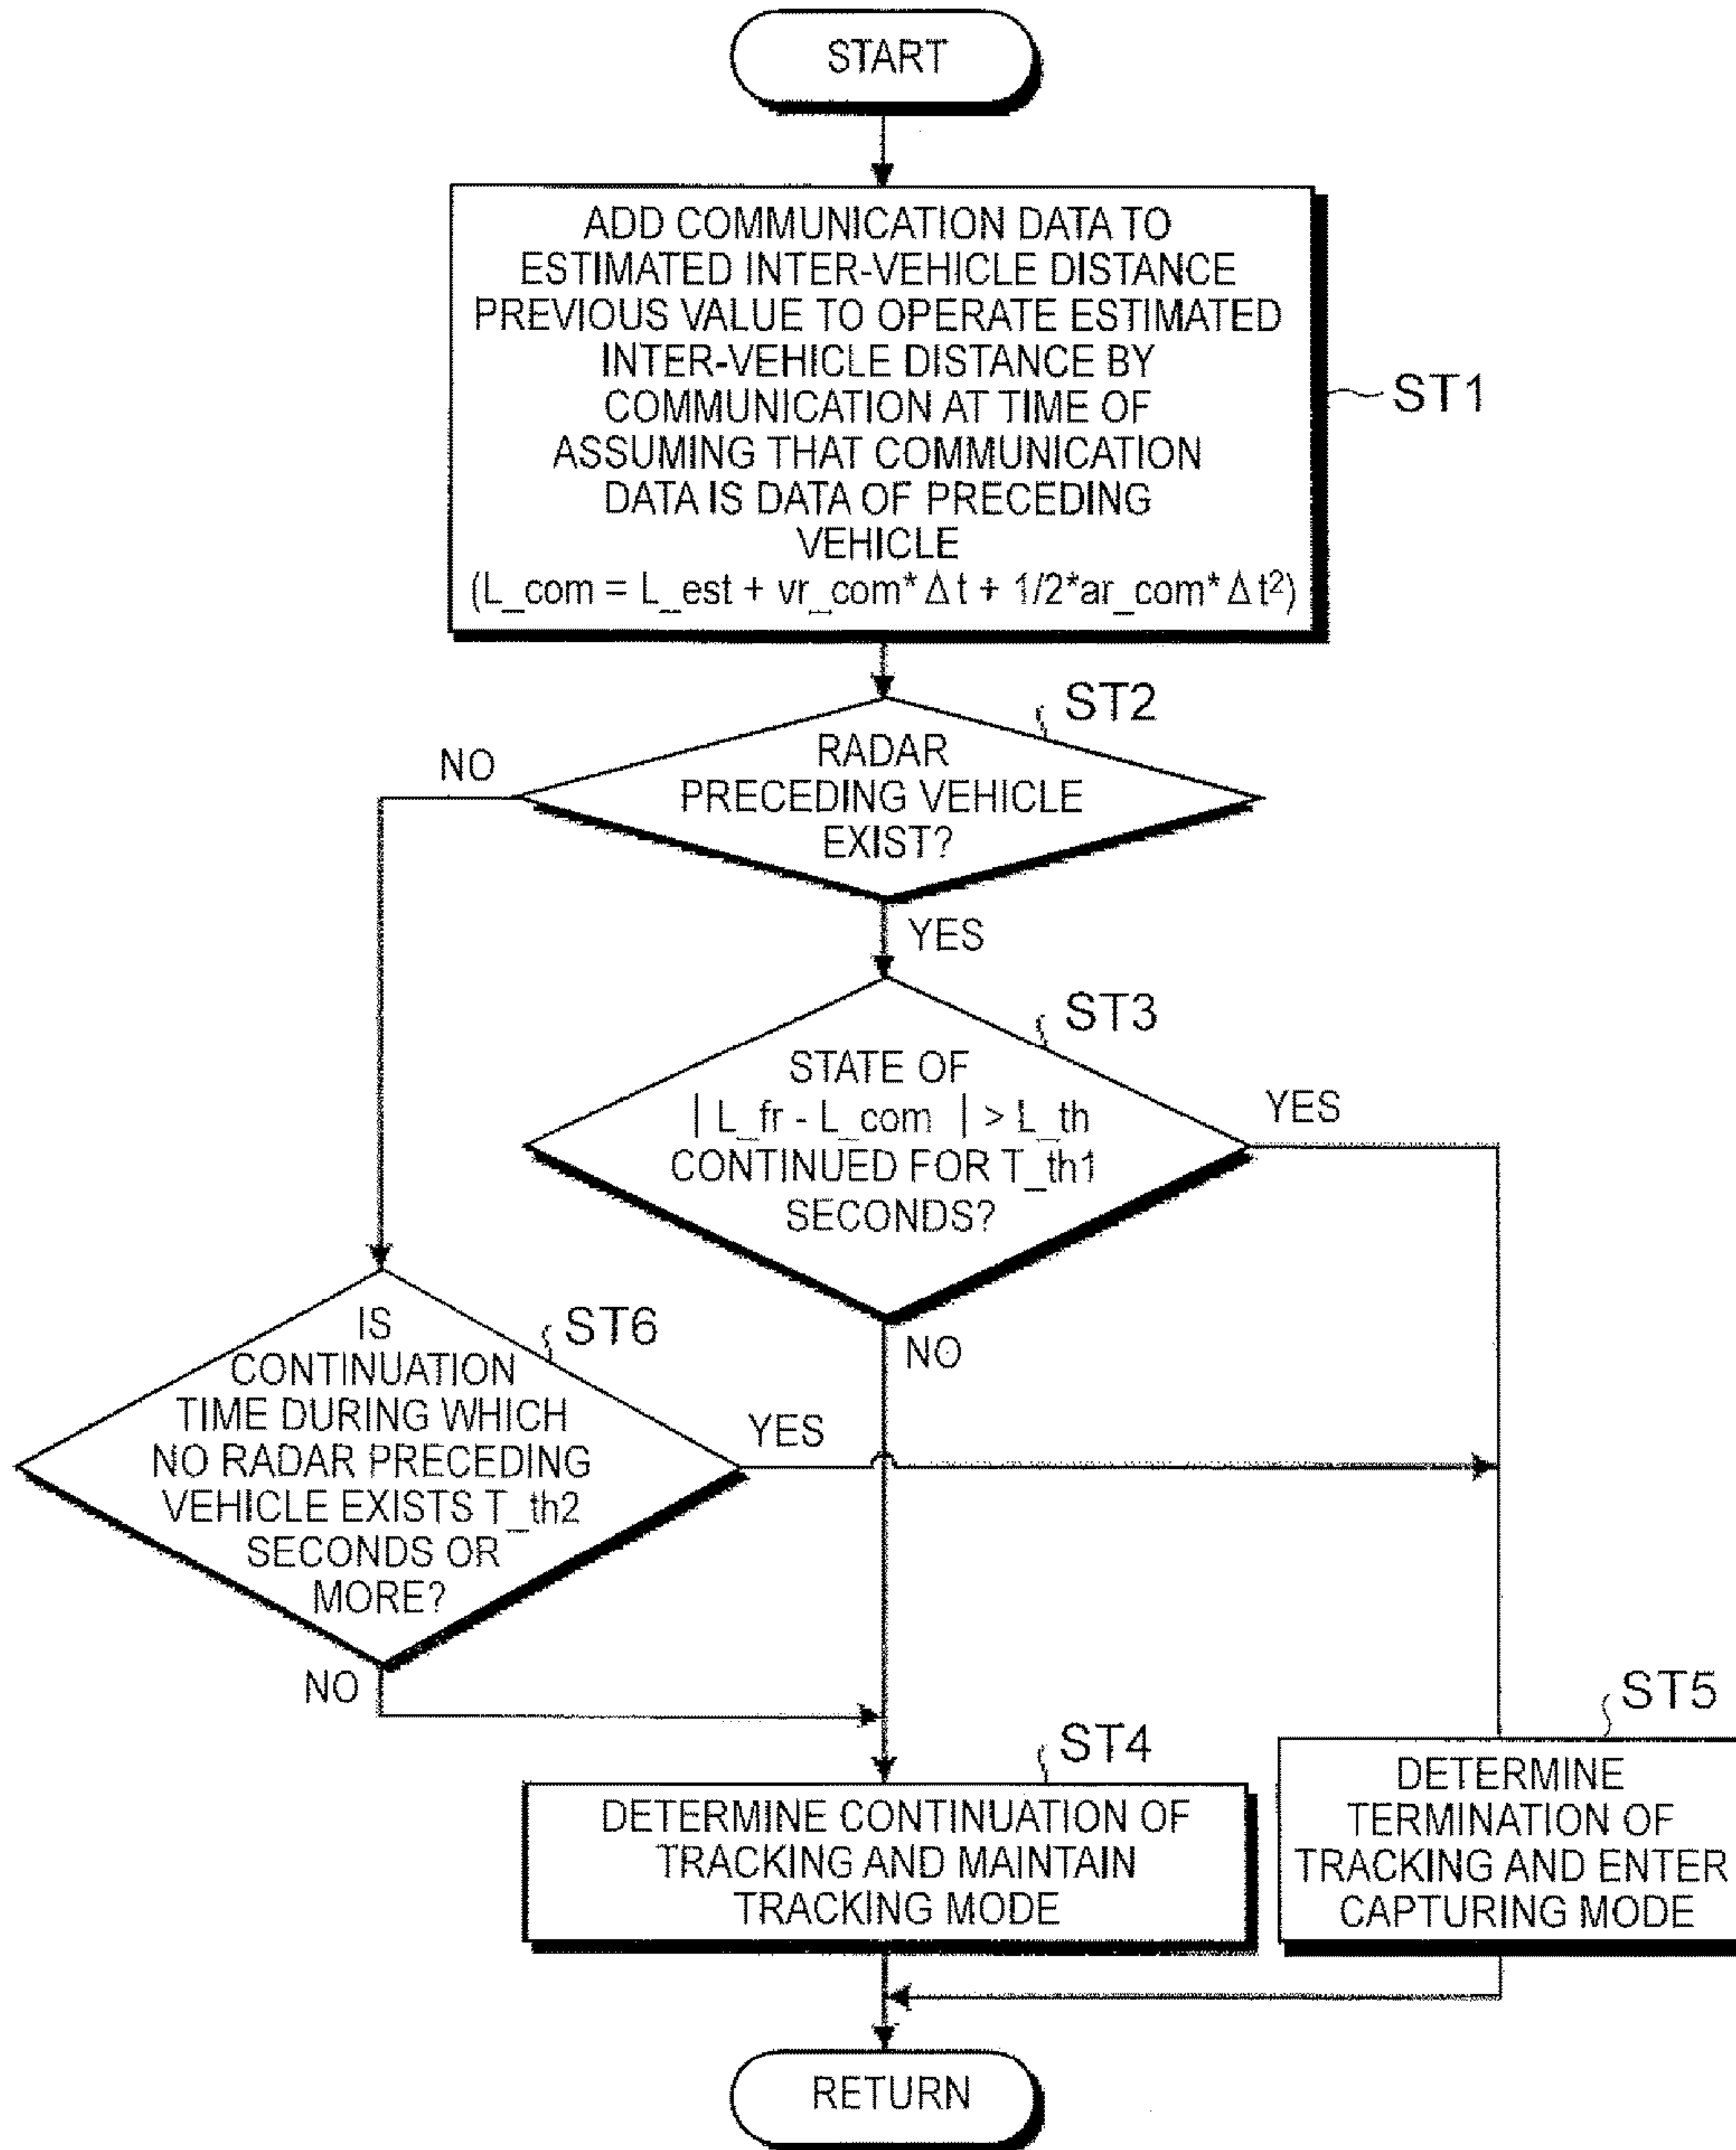 START
ADD COMMUNICATION DATA TO
ESTIMATED INTER-VEHICLE DISTANCE
PREVIOUS VALUE TO OPERATE ESTIMATED
INTER-VEHICLE DISTANCE BY
COMMUNICATION AT TIME OF
ASSUMING THAT COMMUNICATION
DATA IS DATA OF PRECEDING
VEHICLE
(L_com = L_est + vr_com* Δt + 1/2*ar_com* Δt²)
ST1
ST2
RADAR
PRECEDING VEHICLE
EXIST?
NO
YES
ST3
STATE OF
| L_fr - L_com | > L_th
CONTINUED FOR T_th1
SECONDS?
YES
NO
ST6
IS
CONTINUATION
TIME DURING WHICH
NO RADAR PRECEDING
VEHICLE EXISTS T_th2
SECONDS OR
MORE?
YES
NO
ST4
DETERMINE CONTINUATION OF
TRACKING AND MAINTAIN
TRACKING MODE
ST5
DETERMINE
TERMINATION OF
TRACKING AND ENTER
CAPTURING MODE
RETURN